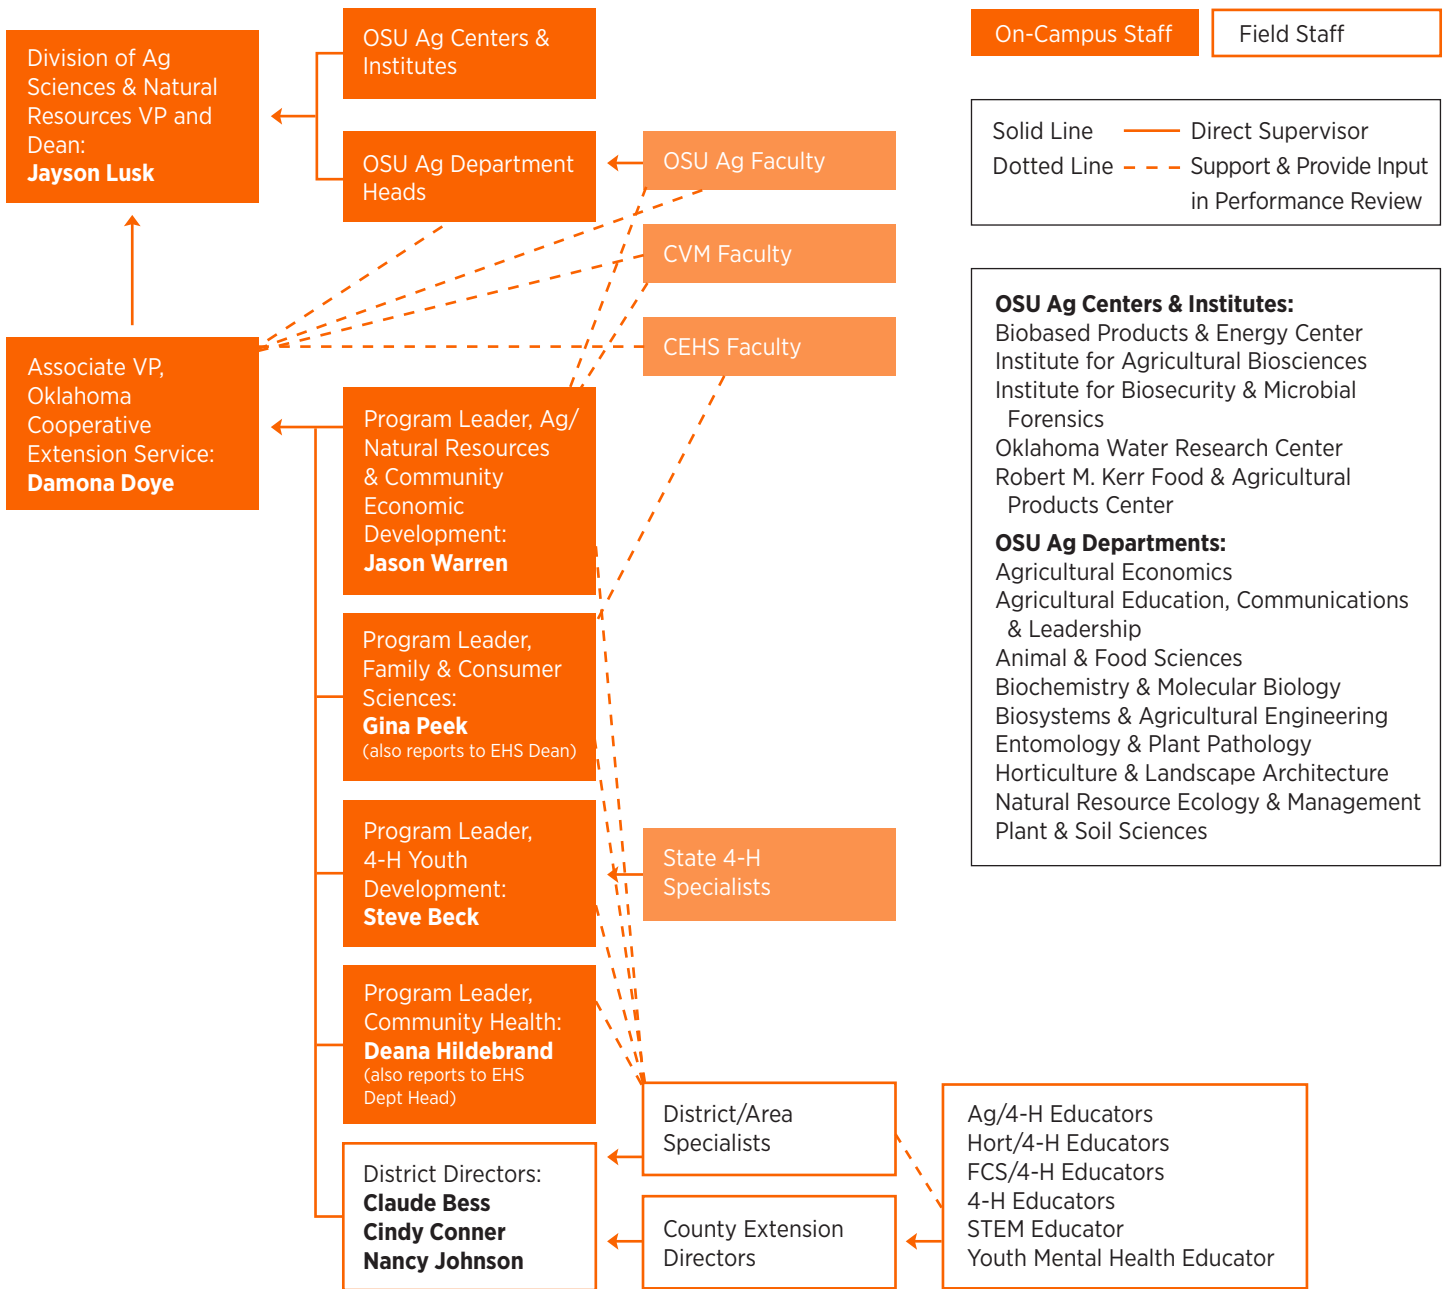 Division of Ag
Sciences & Natural
Resources VP and
Dean:
Jayson Lusk
OSU Ag Centers &
Institutes
OSU Ag Department
Heads
OSU Ag Faculty
CVM Faculty
CEHS Faculty
Associate VP,
Oklahoma
Cooperative
Extension Service:
Damona Doye
Program Leader, Ag/
Natural Resources
& Community
Economic
Development:
Jason Warren
Program Leader,
Family & Consumer
Sciences:
Gina Peek
(also reports to EHS Dean)
Program Leader,
4-H Youth
Development:
Steve Beck
State 4-H
Specialists
Program Leader,
Community Health:
Deana Hildebrand
(also reports to EHS
Dept Head)
District Directors:
Claude Bess
Cindy Conner
Nancy Johnson
District/Area
Specialists
County Extension
Directors
Ag/4-H Educators
Hort/4-H Educators
FCS/4-H Educators
4-H Educators
STEM Educator
Youth Mental Health Educator
On-Campus Staff
Field Staff
Solid Line Direct Supervisor
Dotted Line Support & Provide Input
in Performance Review
OSU Ag Centers & Institutes:
Biobased Products & Energy Center
Institute for Agricultural Biosciences
Institute for Biosecurity & Microbial
Forensics
Oklahoma Water Research Center
Robert M. Kerr Food & Agricultural
Products Center
OSU Ag Departments:
Agricultural Economics
Agricultural Education, Communications
& Leadership
Animal & Food Sciences
Biochemistry & Molecular Biology
Biosystems & Agricultural Engineering
Entomology & Plant Pathology
Horticulture & Landscape Architecture
Natural Resource Ecology & Management
Plant & Soil Sciences